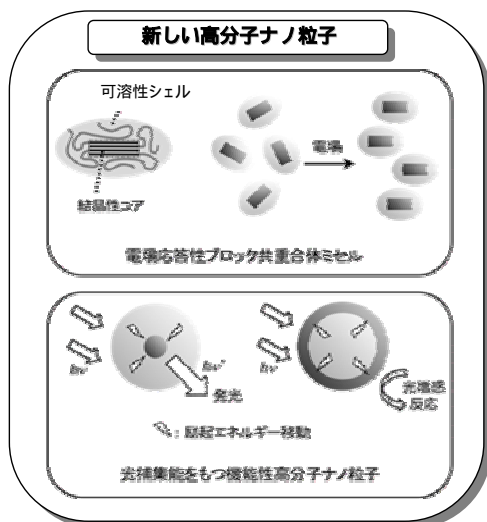 新しい高分子ナノ粒子
可溶性シェル
電場
結晶性コア
電場応答性ブロック共重合体ミセル
hν
hν'
発光
hν
光増感
反応
: 励起エネルギー移動
光捕集能をもつ機能性高分子ナノ粒子